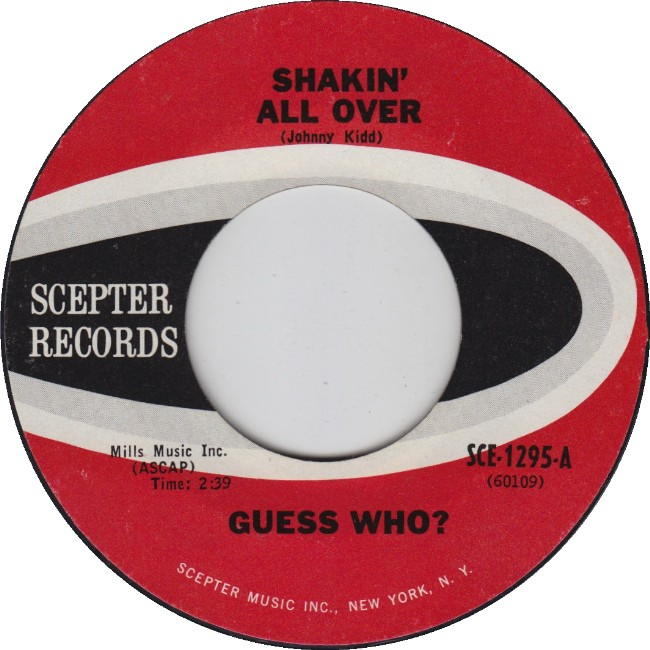 SHAKIN'
ALL OVER
(Johnny Kidd)
SCEPTER
RECORDS
Mills Music Inc.
(ASCAP)
Time: 2:39
SCE-1295-A
(60109)
GUESS WHO?
SCEPTER MUSIC INC., NEW YORK, N. Y.